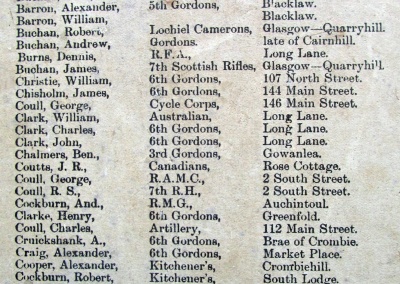 Barron, Alexander, 5th Gordons, Blacklaw.
Barron, William, Blacklaw.
Buchan, Robert, Lochiel Camerons, Glasgow—Quarryhill.
Buchan, Andrew, Gordons. late of Cairnhill.
Burns, Dennis, R.F.A., Long Lane.
Buchan, James, 7th Scottish Rifles, Glasgow—Quarryhill
Christie, William, 6th Gordons, 107 North Street.
Chisholm, James, 6th Gordons, 144 Main Street.
Coull, George, Cycle Corps, 146 Main Street.
Clark, William, Australian, Long Lane.
Clark, Charles, 6th Gordons, Long Lane.
Clark, John, 6th Gordons, Long Lane.
Chalmers, Ben., 3rd Gordons, Gowanlea.
Coutts, J. R., Canadians, Rose Cottage.
Coull, George, R.A.M.C., 2 South Street.
Coull, R. S., 7th R.H., 2 South Street.
Cockburn, And., R.M.G., Auchintoul.
Clarke, Henry, 6th Gordons, Greenfold.
Coull, Charles, Artillery, 112 Main Street.
Cruickshank, A., 6th Gordons, Brae of Crombie.
Craig, Alexander, 6th Gordons, Market Place.
Cooper, Alexander, Kitchener's, Crombiehill.
Cockburn, Robert, Kitchener's, South Lodge.